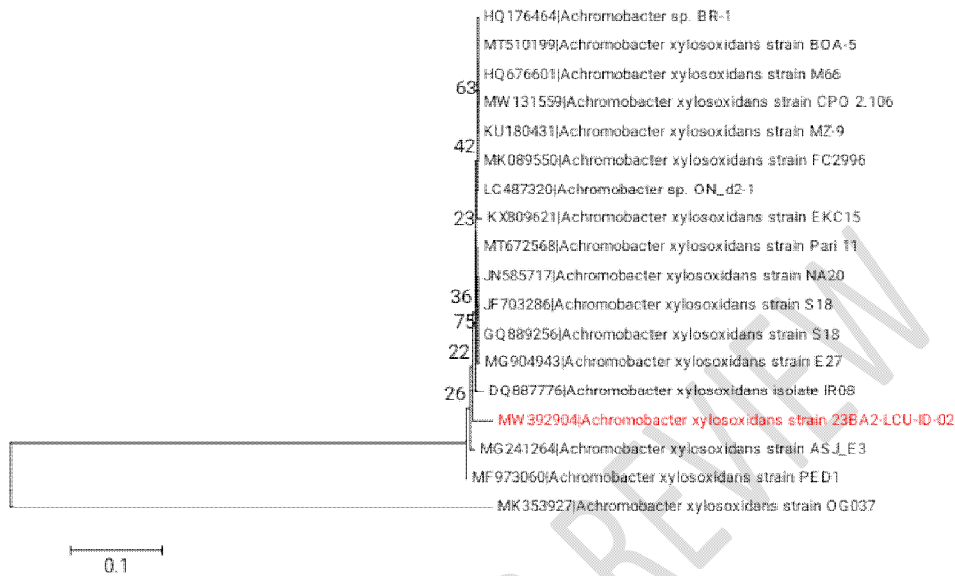 HQ176464|Achromobacter sp. BR-1
MT510199|Achromobacter xylosoxidans strain BOA-5
HQ676601|Achromobacter xylosoxidans strain M66
63
MW131559|Achromobacter xylosoxidans strain CPO 2.106
KU180431|Achromobacter xylosoxidans strain MZ-9
42
MK089550|Achromobacter xylosoxidans strain FC2996
LC487320|Achromobacter sp. ON_d2-1
23
KX809621|Achromobacter xylosoxidans strain EKC15
MT672568|Achromobacter xylosoxidans strain Pari 11
JN585717|Achromobacter xylosoxidans strain NA20
36
JF703286|Achromobacter xylosoxidans strain S18
75
GQ889256|Achromobacter xylosoxidans strain S18
22
MG904943|Achromobacter xylosoxidans strain E27
26
DQ887776|Achromobacter xylosoxidans isolate IR08
MW392904|Achromobacter xylosoxidans strain 23BA2-LCU-ID-02
MG241264|Achromobacter xylosoxidans strain ASJ_E3
MF973060|Achromobacter xylosoxidans strain PED1
MK353927|Achromobacter xylosoxidans strain OG037
0.1
REVIEW